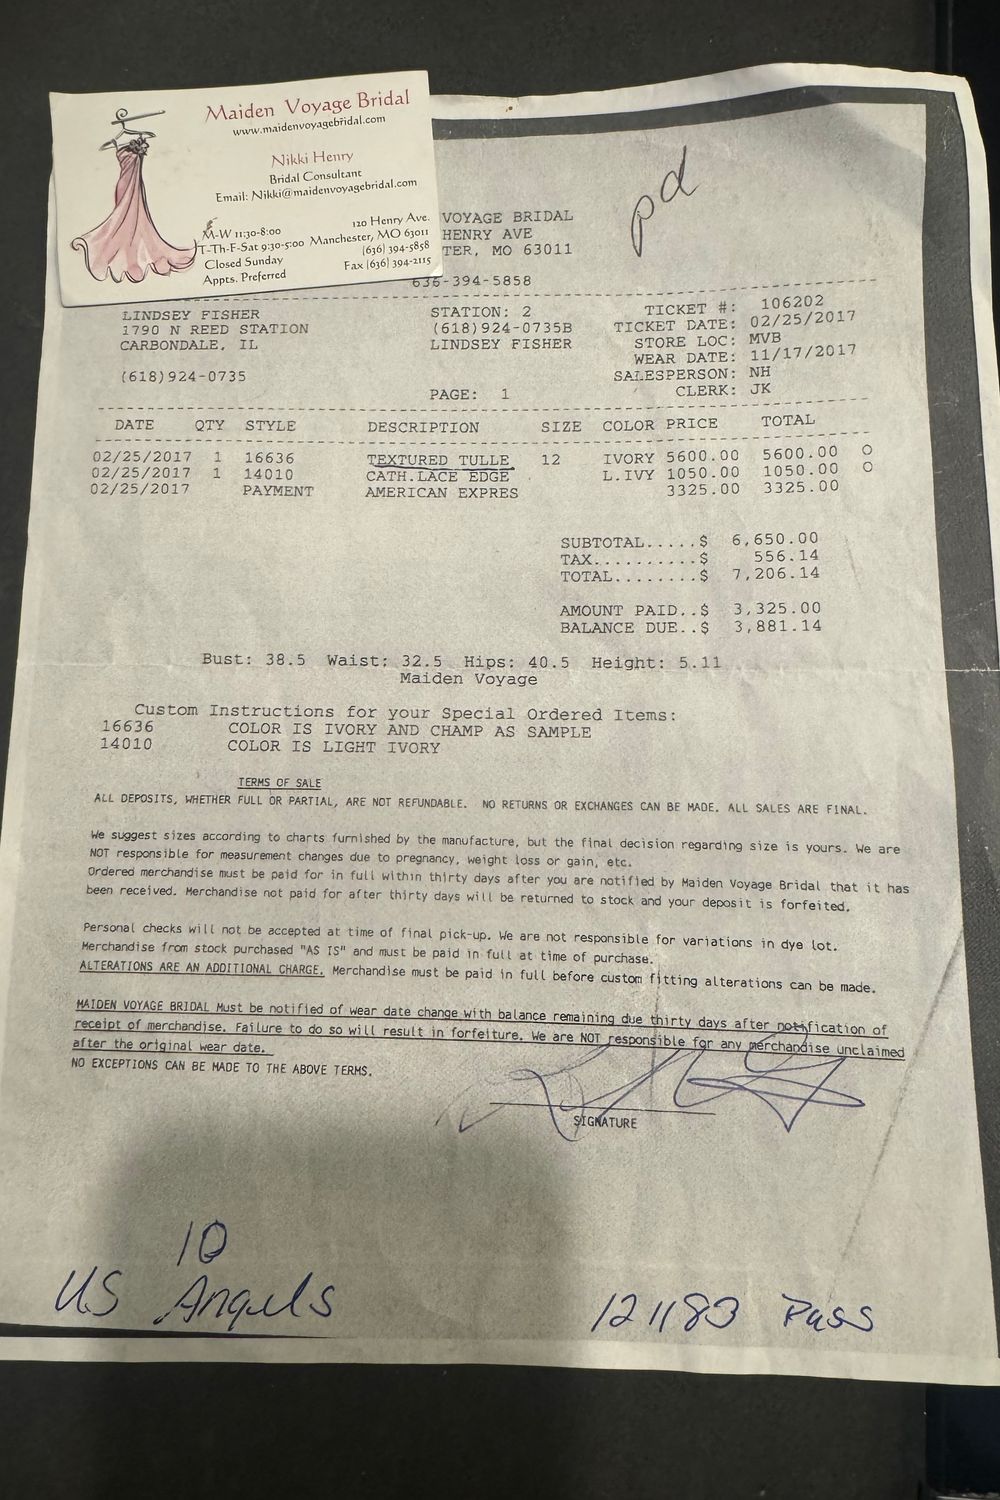 Maiden Voyage Bridal
www.maidenvoyagebridal.com
Nikki Henry
Bridal Consultant
Email: Nikki@maidenvoyagebridal.com
M-W 11:30-8:00
T-Th-F-Sat 9:30-5:00
Closed Sunday
Appts. Preferred
120 Henry Ave.
Manchester, MO 63011
(636) 394-5858
Fax (636) 394-2115
pd
VOYAGE BRIDAL
HENRY AVE
TER, MO 63011
636-394-5858
LINDSEY FISHER
1790 N REED STATION
CARBONDALE, IL
(618)924-0735
STATION: 2
(618)924-0735B
LINDSEY FISHER
PAGE: 1
TICKET #: 106202
TICKET DATE: 02/25/2017
STORE LOC: MVB
WEAR DATE: 11/17/2017
SALESPERSON: NH
CLERK: JK
DATE QTY STYLE DESCRIPTION SIZE COLOR PRICE TOTAL
02/25/2017 1 16636 TEXTURED TULLE 12 IVORY 5600.00 5600.00 O
02/25/2017 1 14010 CATH.LACE EDGE L.IVY 1050.00 1050.00 O
02/25/2017 PAYMENT AMERICAN EXPRES 3325.00 3325.00
SUBTOTAL.....$ 6,650.00
TAX..........$ 556.14
TOTAL........$ 7,206.14
AMOUNT PAID..$ 3,325.00
BALANCE DUE..$ 3,881.14
Bust: 38.5 Waist: 32.5 Hips: 40.5 Height: 5.11
Maiden Voyage
Custom Instructions for your Special Ordered Items:
16636 COLOR IS IVORY AND CHAMP AS SAMPLE
14010 COLOR IS LIGHT IVORY
TERMS OF SALE
ALL DEPOSITS, WHETHER FULL OR PARTIAL, ARE NOT REFUNDABLE. NO RETURNS OR EXCHANGES CAN BE MADE. ALL SALES ARE FINAL.
We suggest sizes according to charts furnished by the manufacture, but the final decision regarding size is yours. We are
NOT responsible for measurement changes due to pregnancy, weight loss or gain, etc.
Ordered merchandise must be paid for in full within thirty days after you are notified by Maiden Voyage Bridal that it has
been received. Merchandise not paid for after thirty days will be returned to stock and your deposit is forfeited.
Personal checks will not be accepted at time of final pick-up. We are not responsible for variations in dye lot.
Merchandise from stock purchased "AS IS" and must be paid in full at time of purchase.
ALTERATIONS ARE AN ADDITIONAL CHARGE. Merchandise must be paid in full before custom fitting alterations can be made.
MAIDEN VOYAGE BRIDAL Must be notified of wear date change with balance remaining due thirty days after notification of
receipt of merchandise. Failure to do so will result in forfeiture. We are NOT responsible for any merchandise unclaimed
after the original wear date.
NO EXCEPTIONS CAN BE MADE TO THE ABOVE TERMS.
SIGNATURE
10
US Angels
121183 Pass